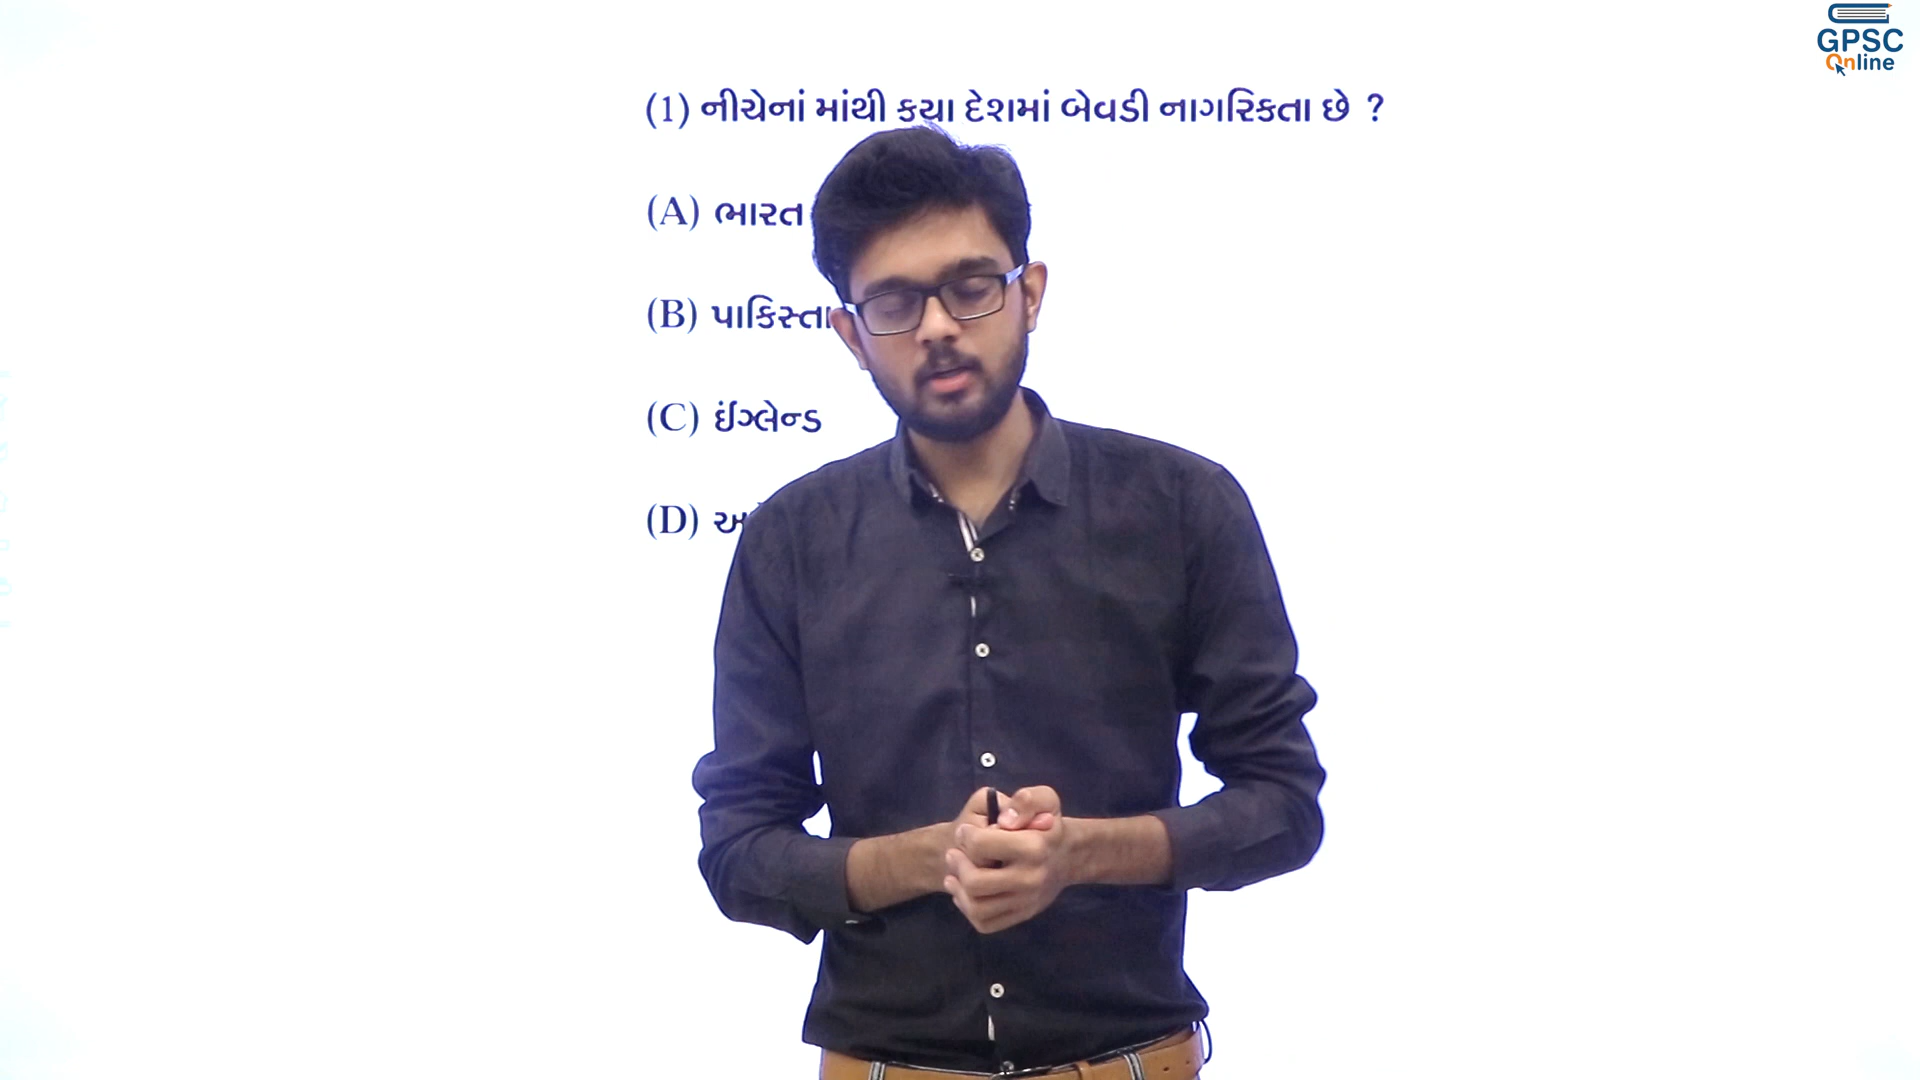 GPSC
Online
(1) નીચેનાં માંથી કયા દેશમાં બેવડી નાગરિકતા છે ?
(A) ભારત
(B)
(C) ઈંગ્લેન્ડ
(D)